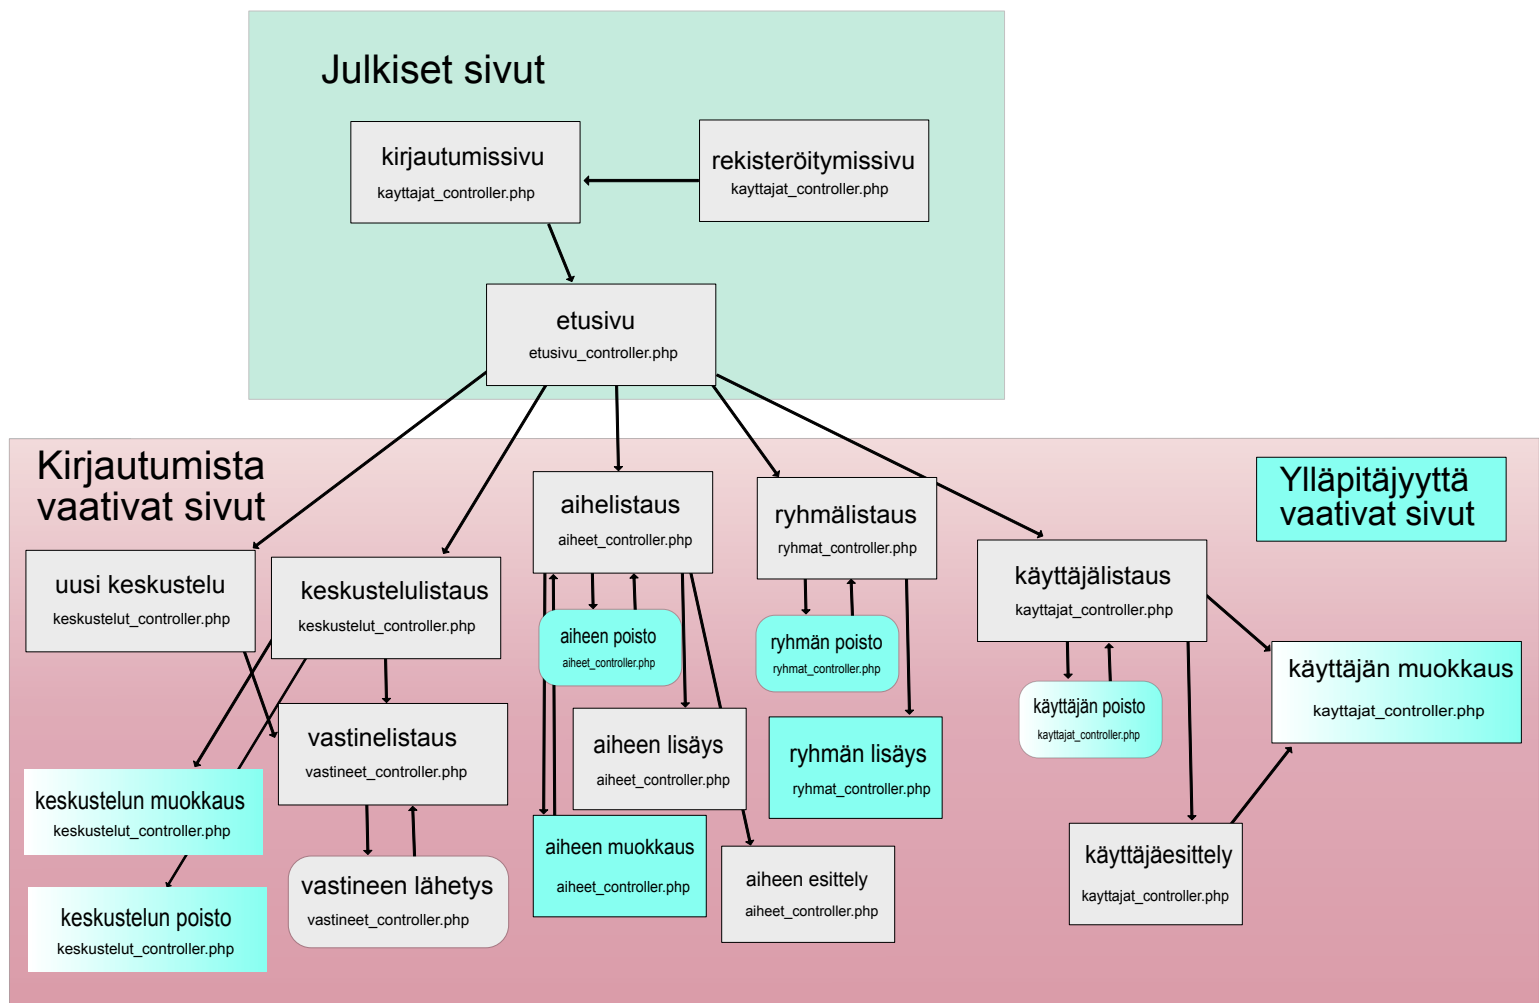 Julkiset sivut
kirjautumissivu
kayttajat_controller.php
rekisteröitymissivu
kayttajat_controller.php
etusivu
etusivu_controller.php
Kirjautumista
vaativat sivut
Ylläpitäjyyttä
vaativat sivut
uusi keskustelu
keskustelut_controller.php
keskustelulistaus
keskustelut_controller.php
aihelistaus
aiheet_controller.php
ryhmälistaus
ryhmat_controller.php
käyttäjälistaus
kayttajat_controller.php
aiheen poisto
aiheet_controller.php
ryhmän poisto
ryhmat_controller.php
käyttäjän poisto
kayttajat_controller.php
käyttäjän muokkaus
kayttajat_controller.php
vastinelistaus
vastineet_controller.php
aiheen lisäys
aiheet_controller.php
ryhmän lisäys
ryhmat_controller.php
keskustelun muokkaus
keskustelut_controller.php
aiheen muokkaus
aiheet_controller.php
käyttäjäesittely
kayttajat_controller.php
vastineen lähetys
vastineet_controller.php
aiheen esittely
aiheet_controller.php
keskustelun poisto
keskustelut_controller.php